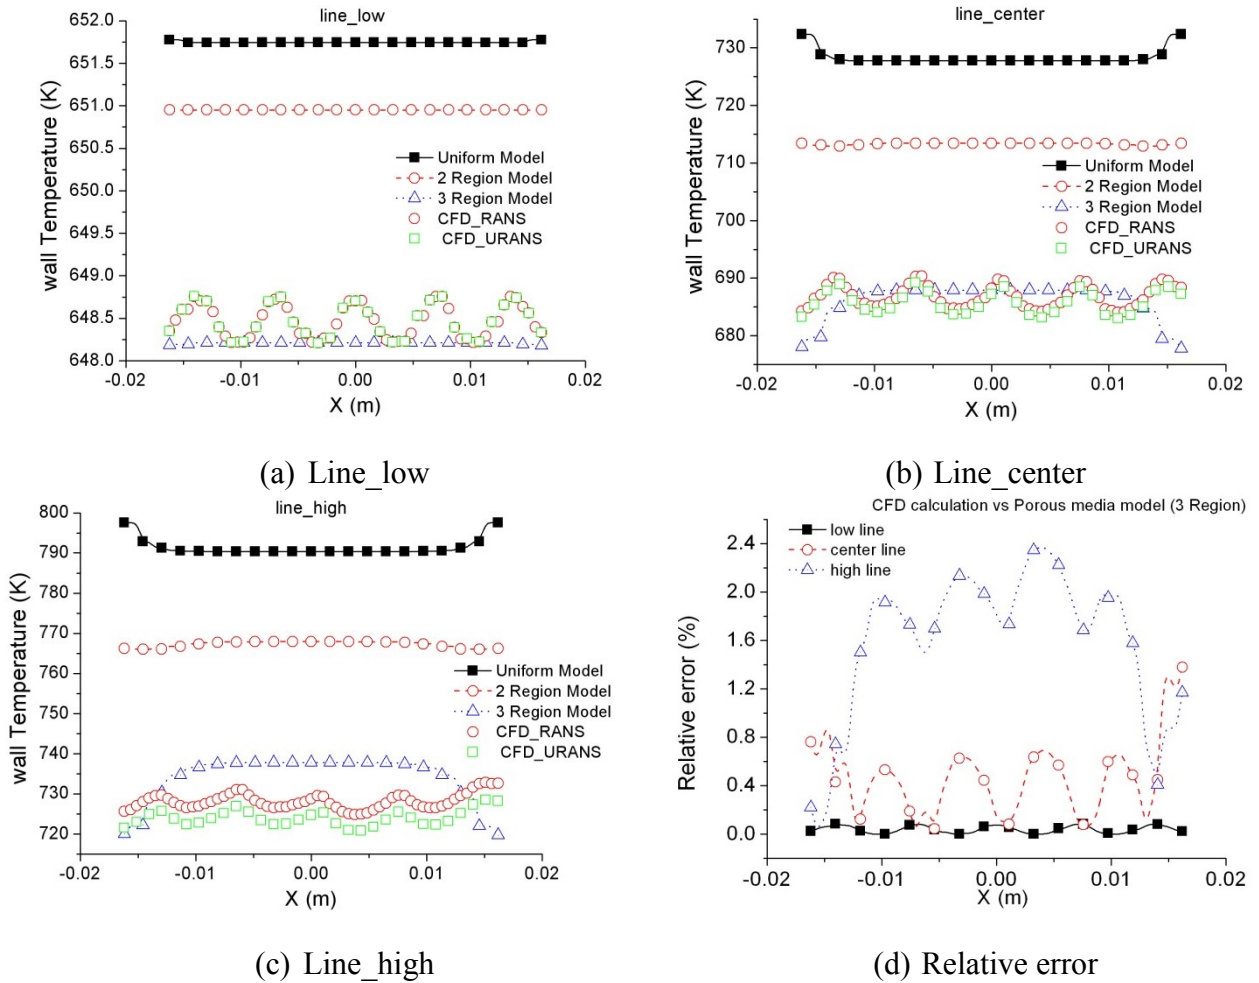 line_low
wall Temperature (K)
652.0
651.5
651.0
650.5
650.0
649.5
649.0
648.5
648.0
Uniform Model
2 Region Model
3 Region Model
CFD_RANS
CFD_URANS
-0.02 -0.01 0.00 0.01 0.02
X (m)
(a) Line_low
line_center
wall Temperature (K)
730
720
710
700
690
680
Uniform Model
2 Region Model
3 Region Model
CFD_RANS
CFD_URANS
-0.02 -0.01 0.00 0.01 0.02
X (m)
(b) Line_center
line_high
wall Temperature (K)
800
790
780
770
760
750
740
730
720
Uniform Model
2 Region Model
3 Region Model
CFD_RANS
CFD_URANS
-0.02 -0.01 0.00 0.01 0.02
X (m)
(c) Line_high
CFD calculation vs Porous media model (3 Region)
Relative error (%)
low line
center line
high line
2.4
2.0
1.6
1.2
0.8
0.4
0.0
-0.02 -0.01 0.00 0.01 0.02
X (m)
(d) Relative error